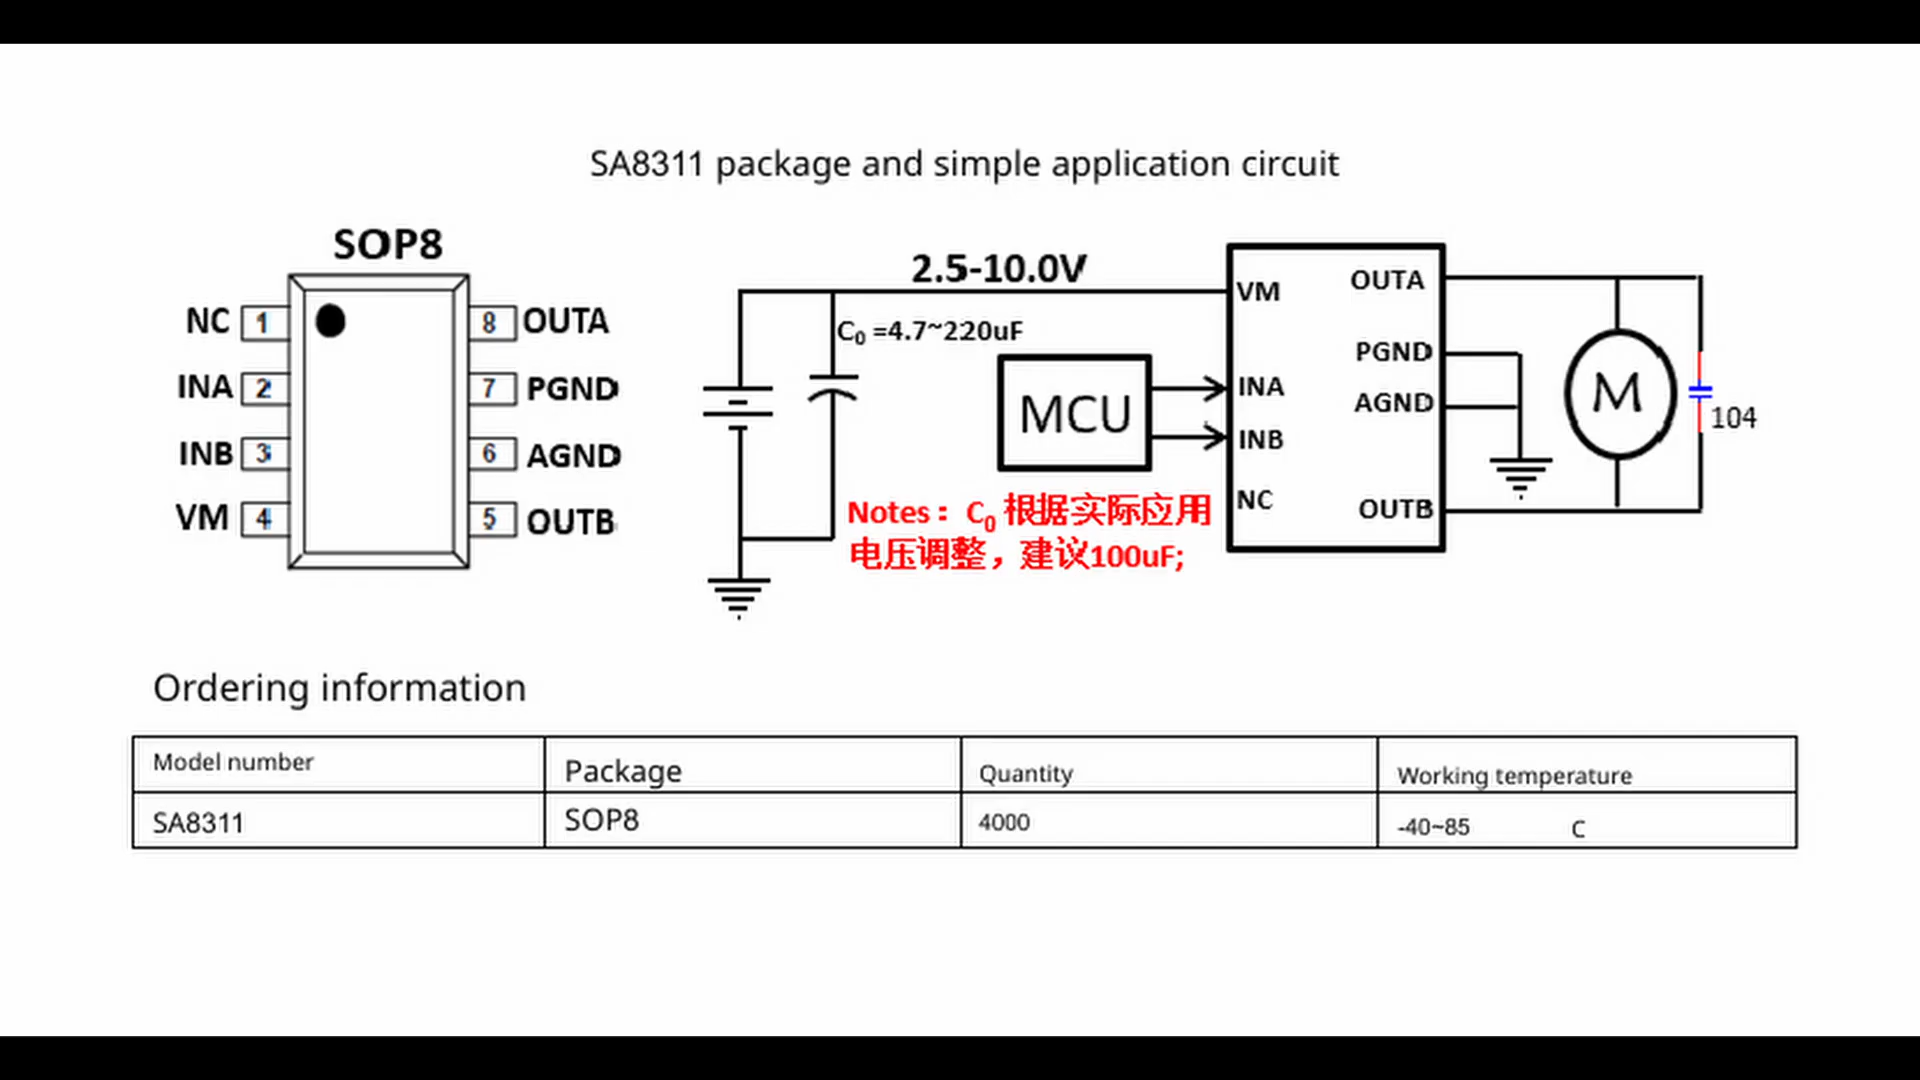 SA8311 package and simple application circuit
SOP8
NC 1
INA 2
INB 3
VM 4
8 OUTA
7 PGND
6 AGND
5 OUTB
2.5-10.0V
C₀ =4.7~220uF
MCU
Notes：C₀ 根据实际应用
电压调整，建议100uF;
VM
INA
INB
NC
OUTA
PGND
AGND
OUTB
M
104
Ordering information
Model number Package Quantity Working temperature
SA8311 SOP8 4000 -40~85 C